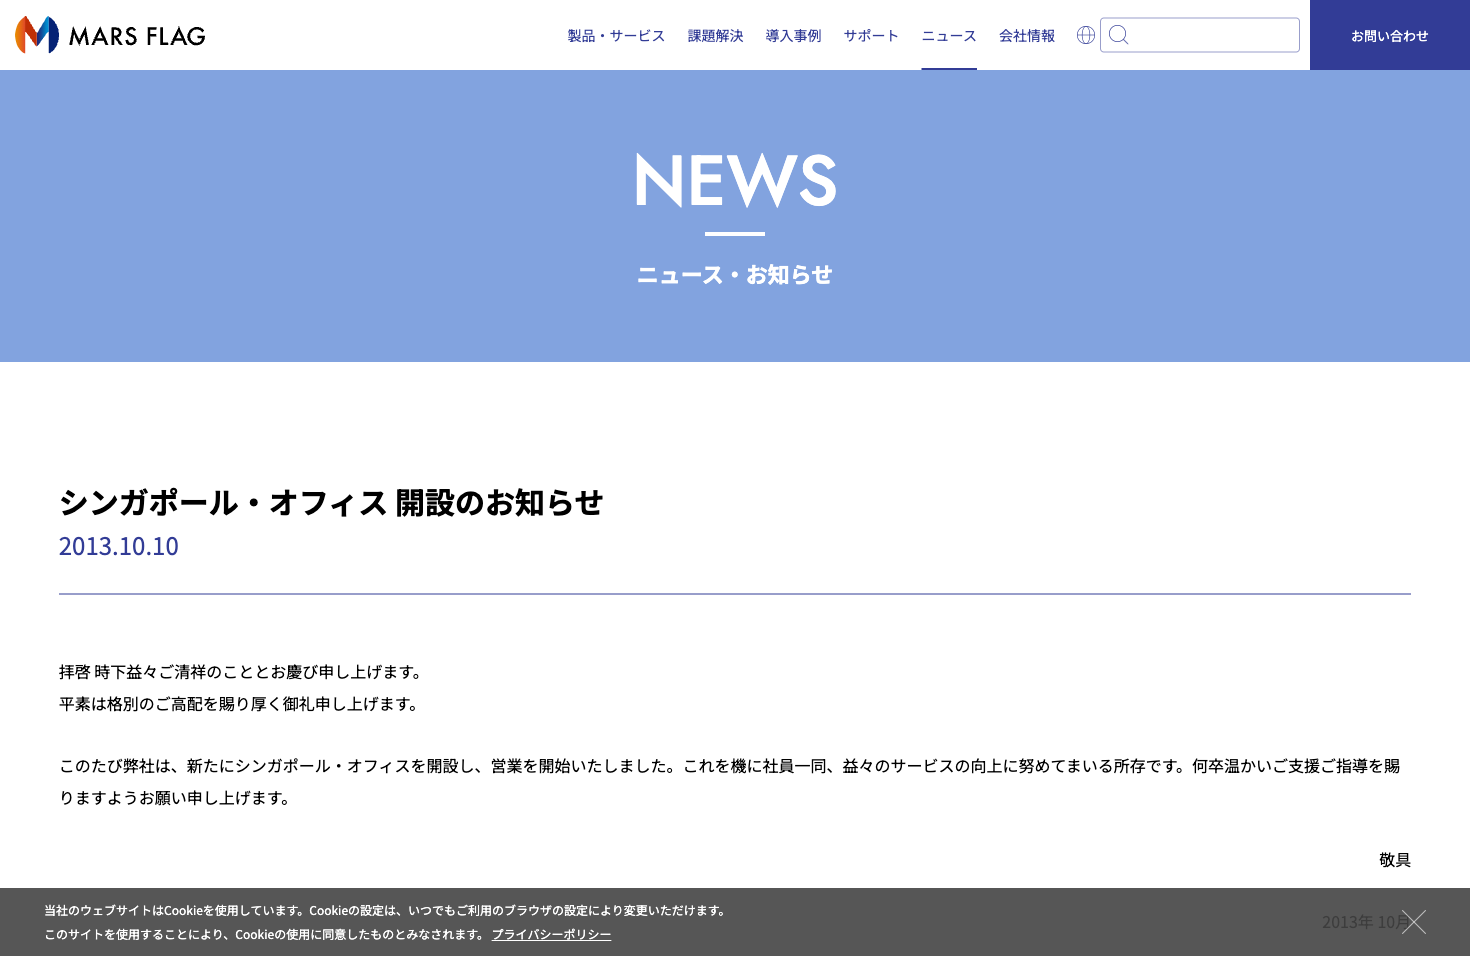 MARS FLAG
製品・サービス 課題解決 導入事例 サポート ニュース 会社情報 お問い合わせ
NEWS
ニュース・お知らせ
シンガポール・オフィス 開設のお知らせ
2013.10.10
拝啓 時下益々ご清祥のこととお慶び申し上げます。
平素は格別のご高配を賜り厚く御礼申し上げます。
このたび弊社は、新たにシンガポール・オフィスを開設し、営業を開始いたしました。これを機に社員一同、益々のサービスの向上に努めてまいる所存です。何卒温かいご支援ご指導を賜
りますようお願い申し上げます。
敬具
2013年 10月
当社のウェブサイトはCookieを使用しています。Cookieの設定は、いつでもご利用のブラウザの設定により変更いただけます。
このサイトを使用することにより、Cookieの使用に同意したものとみなされます。 プライバシーポリシー